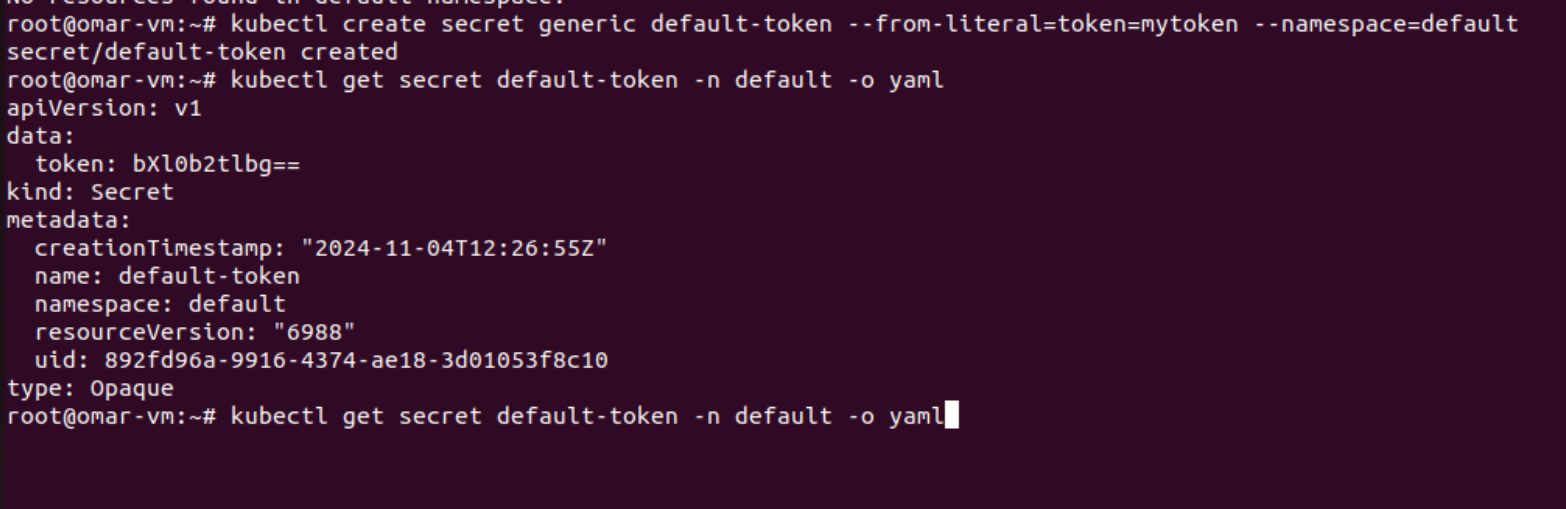 No resources found in default namespace.
root@omar-vm:~# kubectl create secret generic default-token --from-literal=token=mytoken --namespace=default
secret/default-token created
root@omar-vm:~# kubectl get secret default-token -n default -o yaml
apiVersion: v1
data:
  token: bXl0b2tlbg==
kind: Secret
metadata:
  creationTimestamp: "2024-11-04T12:26:55Z"
  name: default-token
  namespace: default
  resourceVersion: "6988"
  uid: 892fd96a-9916-4374-ae18-3d01053f8c10
type: Opaque
root@omar-vm:~# kubectl get secret default-token -n default -o yaml